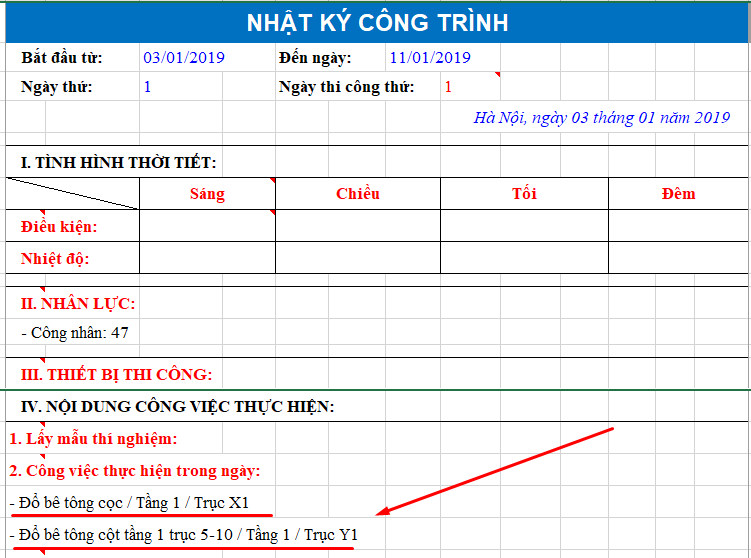 NHẬT KÝ CÔNG TRÌNH
Bắt đầu từ: 03/01/2019 Đến ngày: 11/01/2019
Ngày thứ: 1 Ngày thi công thứ: 1
Hà Nội, ngày 03 tháng 01 năm 2019
I. TÌNH HÌNH THỜI TIẾT:
Sáng Chiều Tối Đêm
Điều kiện:
Nhiệt độ:
II. NHÂN LỰC:
- Công nhân: 47
III. THIẾT BỊ THI CÔNG:
IV. NỘI DUNG CÔNG VIỆC THỰC HIỆN:
1. Lấy mẫu thí nghiệm:
2. Công việc thực hiện trong ngày:
- Đổ bê tông cọc / Tầng 1 / Trục X1
- Đổ bê tông cột tầng 1 trục 5-10 / Tầng 1 / Trục Y1